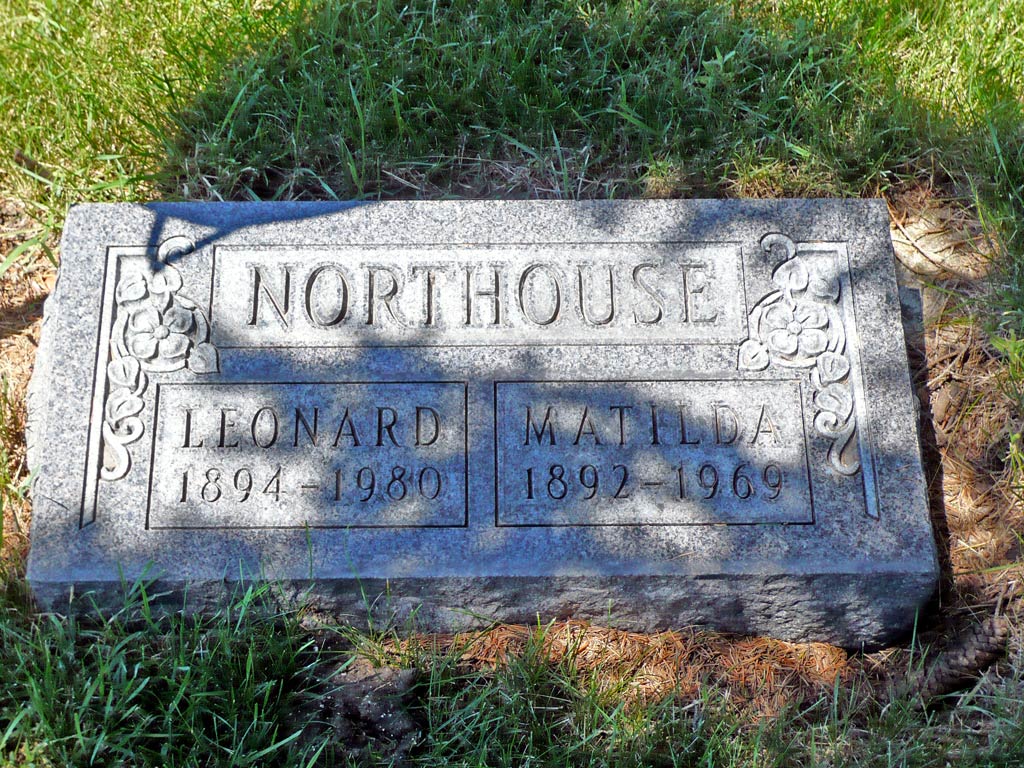 NORTHOUSE
LEONARD
1894-1980
MATILDA
1892-1969